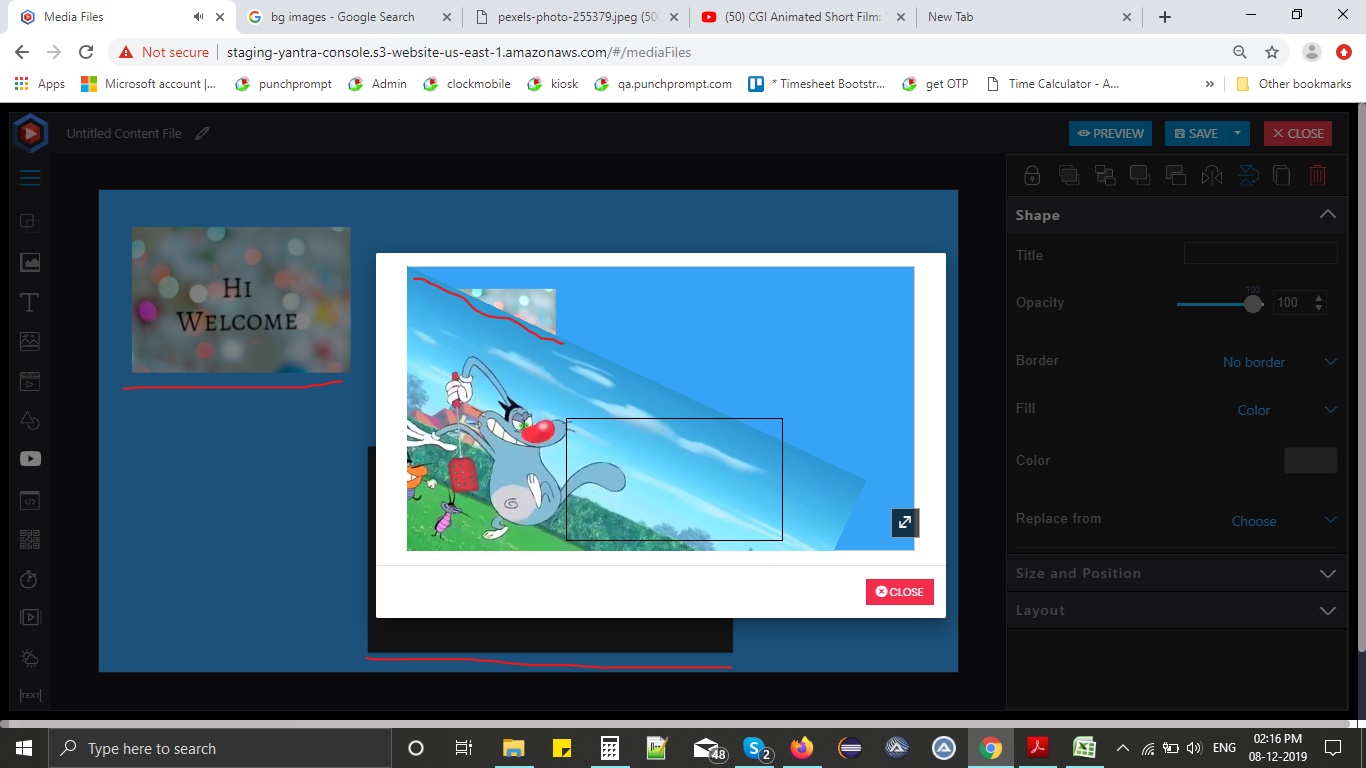 Media Files
bg images - Google Search
pexels-photo-255379.jpeg (50
(50) CGI Animated Short Film:
New Tab
Not secure
staging-yantra-console.s3-website-us-east-1.amazonaws.com/#/mediaFiles
Apps
Microsoft account |...
punchprompt
Admin
clockmobile
kiosk
qa.punchprompt.com
* Timesheet Bootstr...
get OTP
Time Calculator - A...
»
Other bookmarks
Untitled Content File
PREVIEW
SAVE
CLOSE
Shape
Title
Opacity
100
100
Border
No border
Fill
Color
Color
Replace from
Choose
Size and Position
Layout
Hi
Welcome
CLOSE
TEXT
Type here to search
48
2
ENG
02:16 PM
08-12-2019